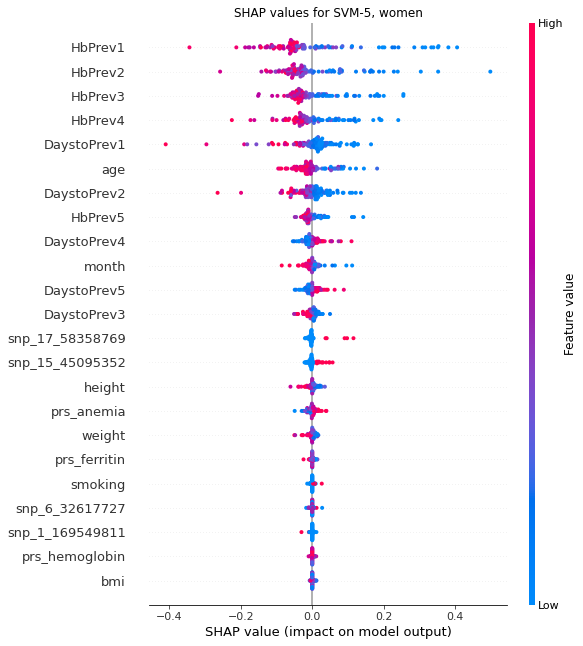 SHAP values for SVM-5, women
High
HbPrev1
HbPrev2
HbPrev3
HbPrev4
DaystoPrev1
age
DaystoPrev2
HbPrev5
DaystoPrev4
month
DaystoPrev5
DaystoPrev3
snp_17_58358769
snp_15_45095352
height
prs_anemia
weight
prs_ferritin
smoking
snp_6_32617727
snp_1_169549811
prs_hemoglobin
bmi
Feature value
Low
−0.4 −0.2 0.0 0.2 0.4
SHAP value (impact on model output)